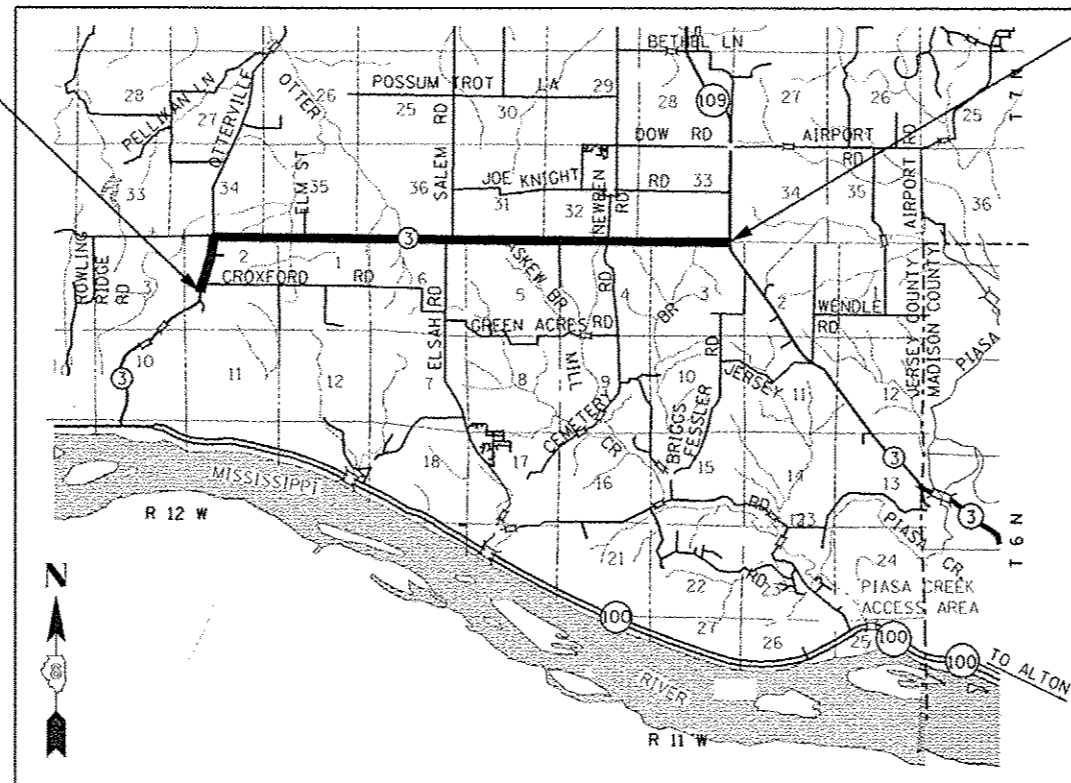 BETHEL LN
28
26
POSSUM TROT LA
29
28
27
26
25
T 7 N
PELLIKAN LN
27
OTTERVILLE
OTTER
25
SALEM RD
30
109
DOW RD
AIRPORT RD
33
34
ELM ST
35
36
JOE KNIGHT RD
31
32
NEWBERN RD
33
34
35
AIRPORT RD
36
3
ROWLING RIDGE RD
3
2
1
CROXFORD RD
6
ELSAH RD
ASKEW BR
5
4
BR
3
2
WENDLE RD
1
JERSEY COUNTY
MADISON COUNTY
PIASA
GREEN ACRES RD
MILL
10
3
11
12
7
8
9
10
RD
JERSEY
11
12
CEMETERY
CR
BRIGGS
FESSLER
18
17
16
15
14
13
3
3
MISSISSIPPI
R 12 W
RD
23
PIASA CR
T 6 N
21
22
RD
23
24
PIASA CREEK
ACCESS AREA
N
100
27
26
25
100
100
TO ALTON
RIVER
R 11 W